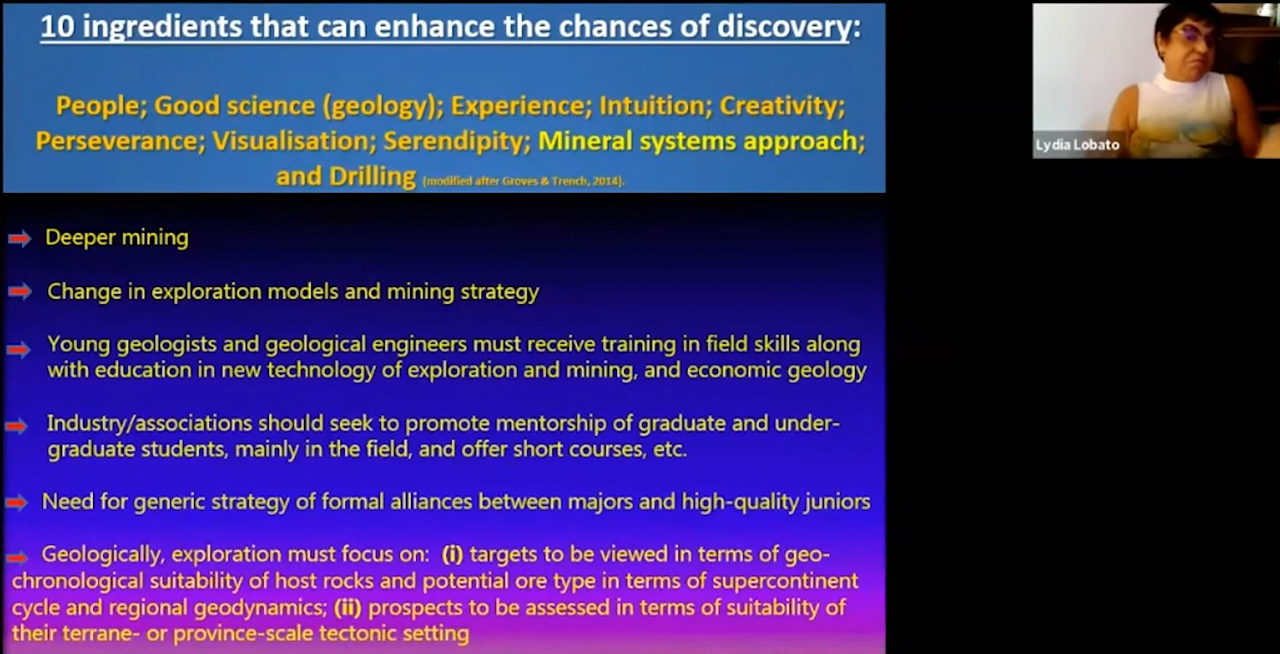 10 ingredients that can enhance the chances of discovery:
People; Good science (geology); Experience; Intuition; Creativity;
Perseverance; Visualisation; Serendipity; Mineral systems approach;
and Drilling (modified after Groves & Trench, 2014).
Deeper mining
Change in exploration models and mining strategy
Young geologists and geological engineers must receive training in field skills along
with education in new technology of exploration and mining, and economic geology
Industry/associations should seek to promote mentorship of graduate and under-
graduate students, mainly in the field, and offer short courses, etc.
Need for generic strategy of formal alliances between majors and high-quality juniors
Geologically, exploration must focus on: (i) targets to be viewed in terms of geo-
chronological suitability of host rocks and potential ore type in terms of supercontinent
cycle and regional geodynamics; (ii) prospects to be assessed in terms of suitability of
their terrane- or province-scale tectonic setting
Lydia Lobato